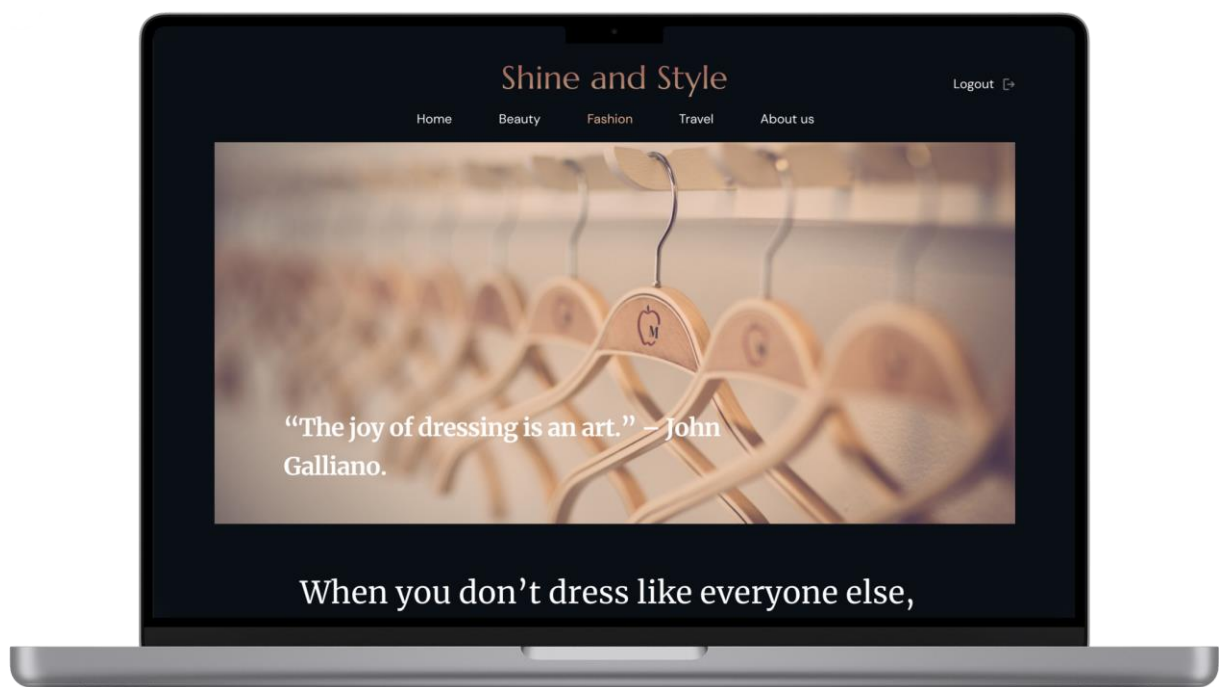 Shine and Style
Logout
Home Beauty Fashion Travel About us
M
“The joy of dressing is an art.” – John
Galliano.
When you don’t dress like everyone else,